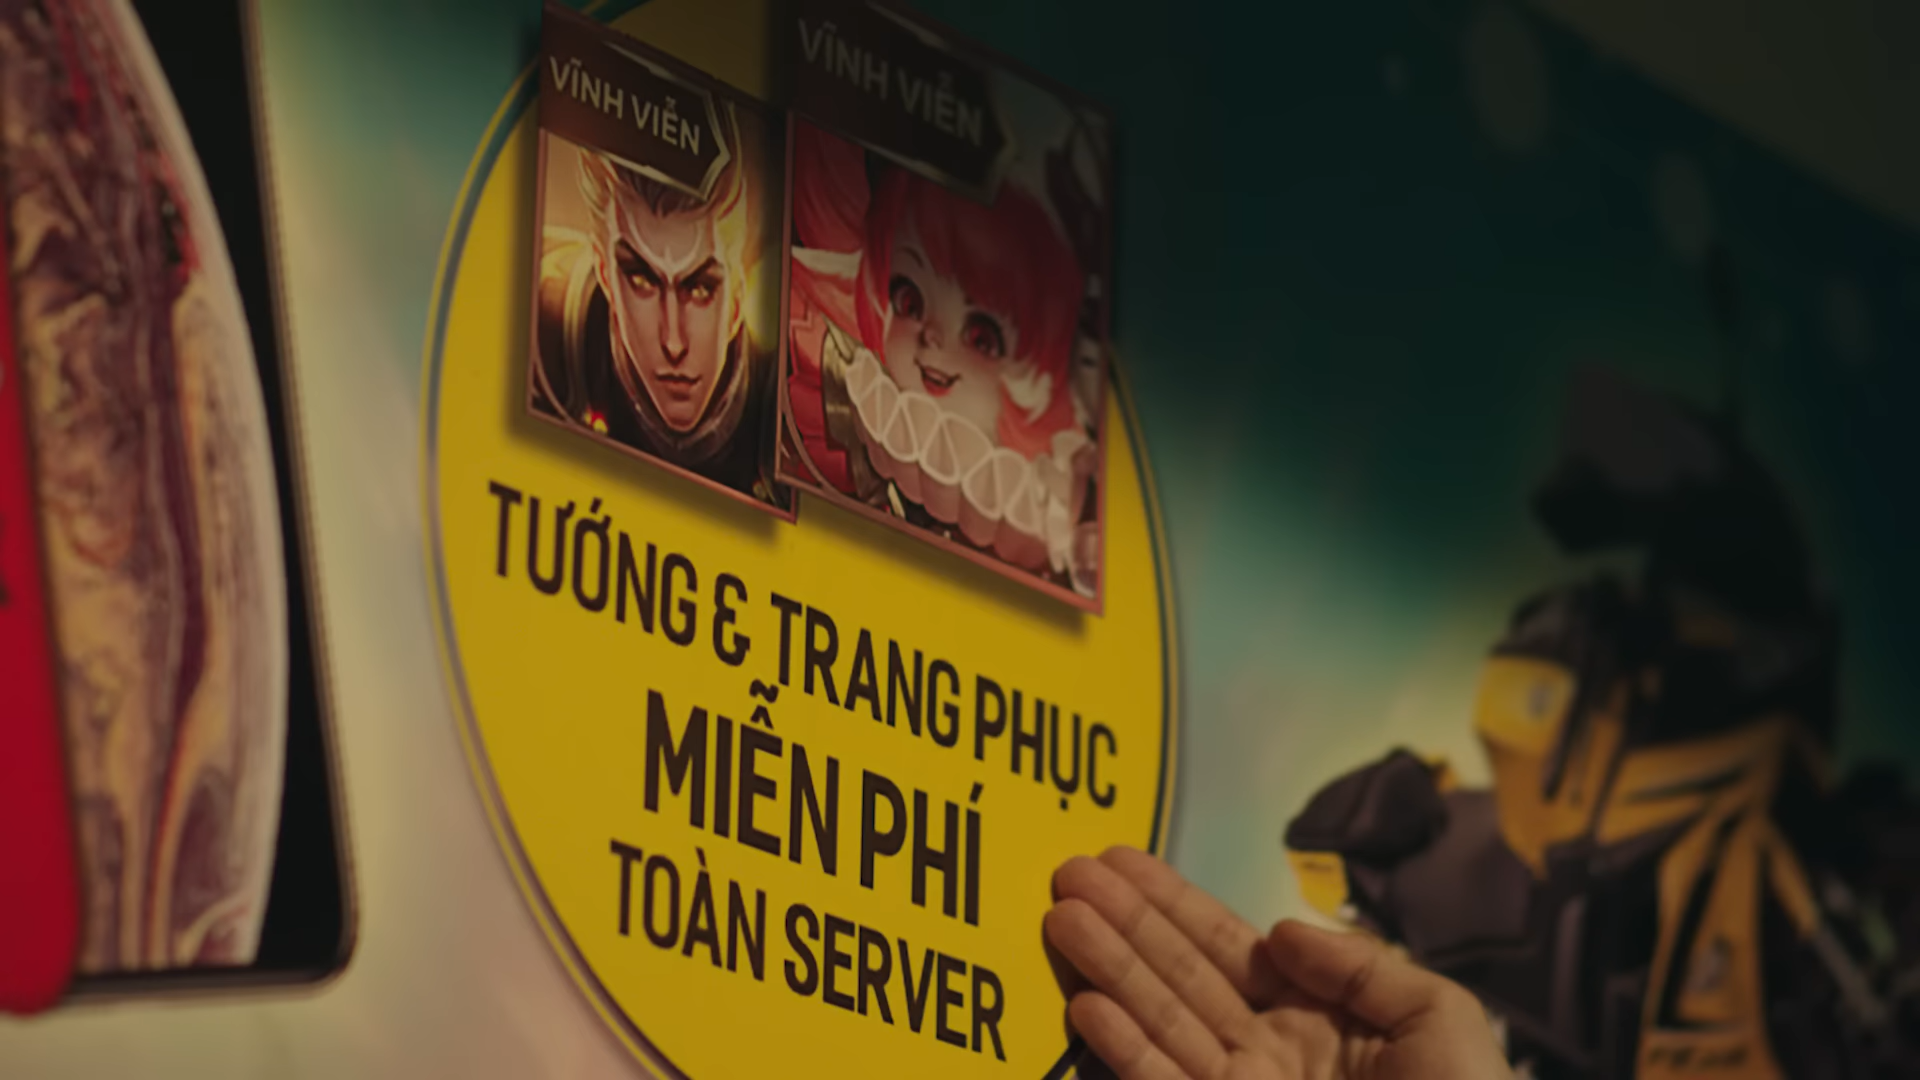 VĨNH VIỄN
VĨNH VIỄN
TƯỚNG & TRANG PHỤC
MIỄN PHÍ
TOÀN SERVER